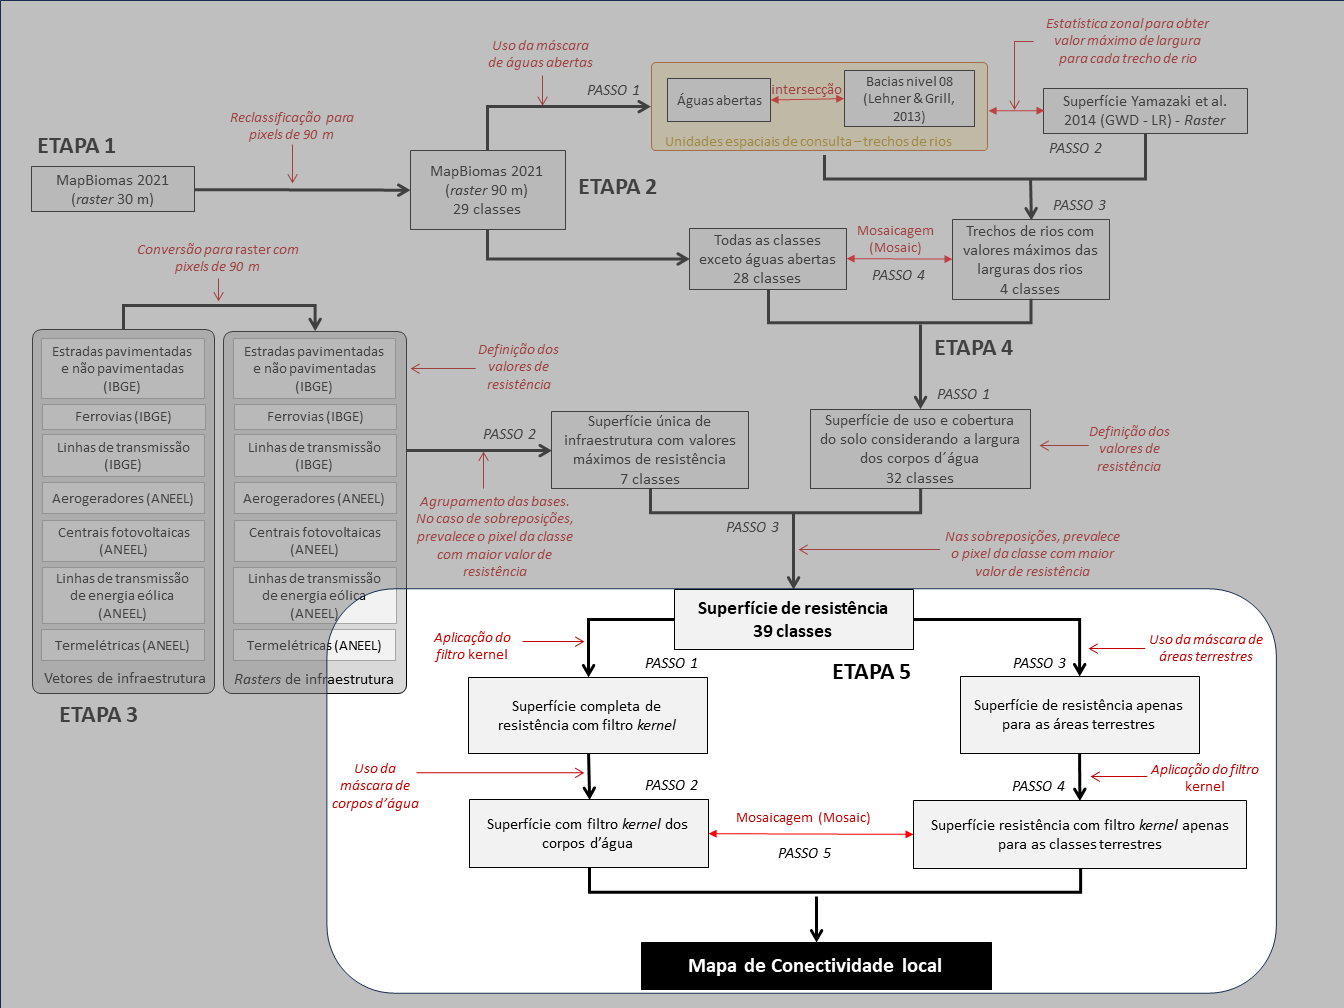 ETAPA 1
MapBiomas 2021
(raster 30 m)
Reclassificação para
pixels de 90 m
MapBiomas 2021
(raster 90 m)
29 classes
ETAPA 2
Uso da máscara
de águas abertas
PASSO 1
Águas abertas
intersecção
Bacias nivel 08
(Lehner & Grill,
2013)
Unidades espaciais de consulta – trechos de rios
Estatística zonal para obter
valor máximo de largura
para cada trecho de rio
Superfície Yamazaki et al.
2014 (GWD - LR) - Raster
PASSO 2
PASSO 3
Todas as classes
exceto águas abertas
28 classes
Mosaicagem
(Mosaic)
PASSO 4
Trechos de rios com
valores máximos das
larguras dos rios
4 classes
Conversão para raster com
pixels de 90 m
Estradas pavimentadas
e não pavimentadas
(IBGE)
Ferrovias (IBGE)
Linhas de transmissão
(IBGE)
Aerogeradores (ANEEL)
Centrais fotovoltaicas
(ANEEL)
Linhas de transmissão
de energia eólica
(ANEEL)
Termelétricas (ANEEL)
Vetores de infraestrutura
Estradas pavimentadas
e não pavimentadas
(IBGE)
Ferrovias (IBGE)
Linhas de transmissão
(IBGE)
Aerogeradores (ANEEL)
Centrais fotovoltaicas
(ANEEL)
Linhas de transmissão
de energia eólica
(ANEEL)
Termelétricas (ANEEL)
Rasters de infraestrutura
ETAPA 3
Definição dos
valores de
resistência
PASSO 2
Agrupamento das bases.
No caso de sobreposições,
prevalece o pixel da classe
com maior valor de
resistência
Superfície única de
infraestrutura com valores
máximos de resistência
7 classes
ETAPA 4
PASSO 1
Superfície de uso e cobertura
do solo considerando a largura
dos corpos d´água
32 classes
Definição dos
valores de
resistência
PASSO 3
Nas sobreposições, prevalece
o pixel da classe com maior
valor de resistência
Superfície de resistência
39 classes
ETAPA 5
Aplicação do
filtro kernel
PASSO 1
Superfície completa de
resistência com filtro kernel
Uso da
máscara de
corpos d’água
PASSO 2
Superfície com filtro kernel dos
corpos d’água
PASSO 3
Uso da máscara de
áreas terrestres
Superfície de resistência apenas
para as áreas terrestres
PASSO 4
Aplicação do filtro
kernel
Superfície resistência com filtro kernel apenas
para as classes terrestres
Mosaicagem (Mosaic)
PASSO 5
Mapa de Conectividade local